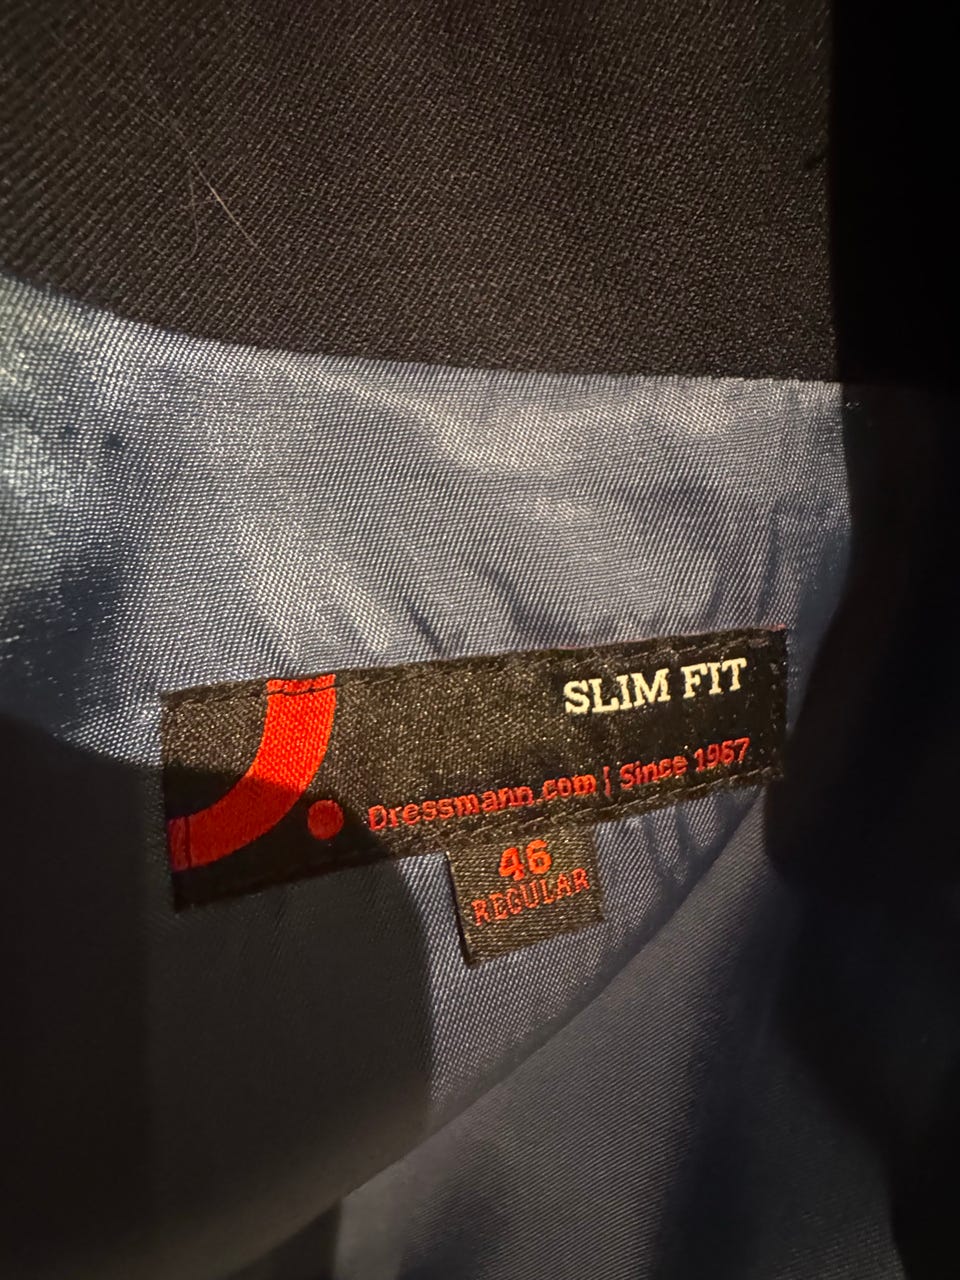 SLIM FIT
Dressmann.com | Since 1967
46
REGULAR